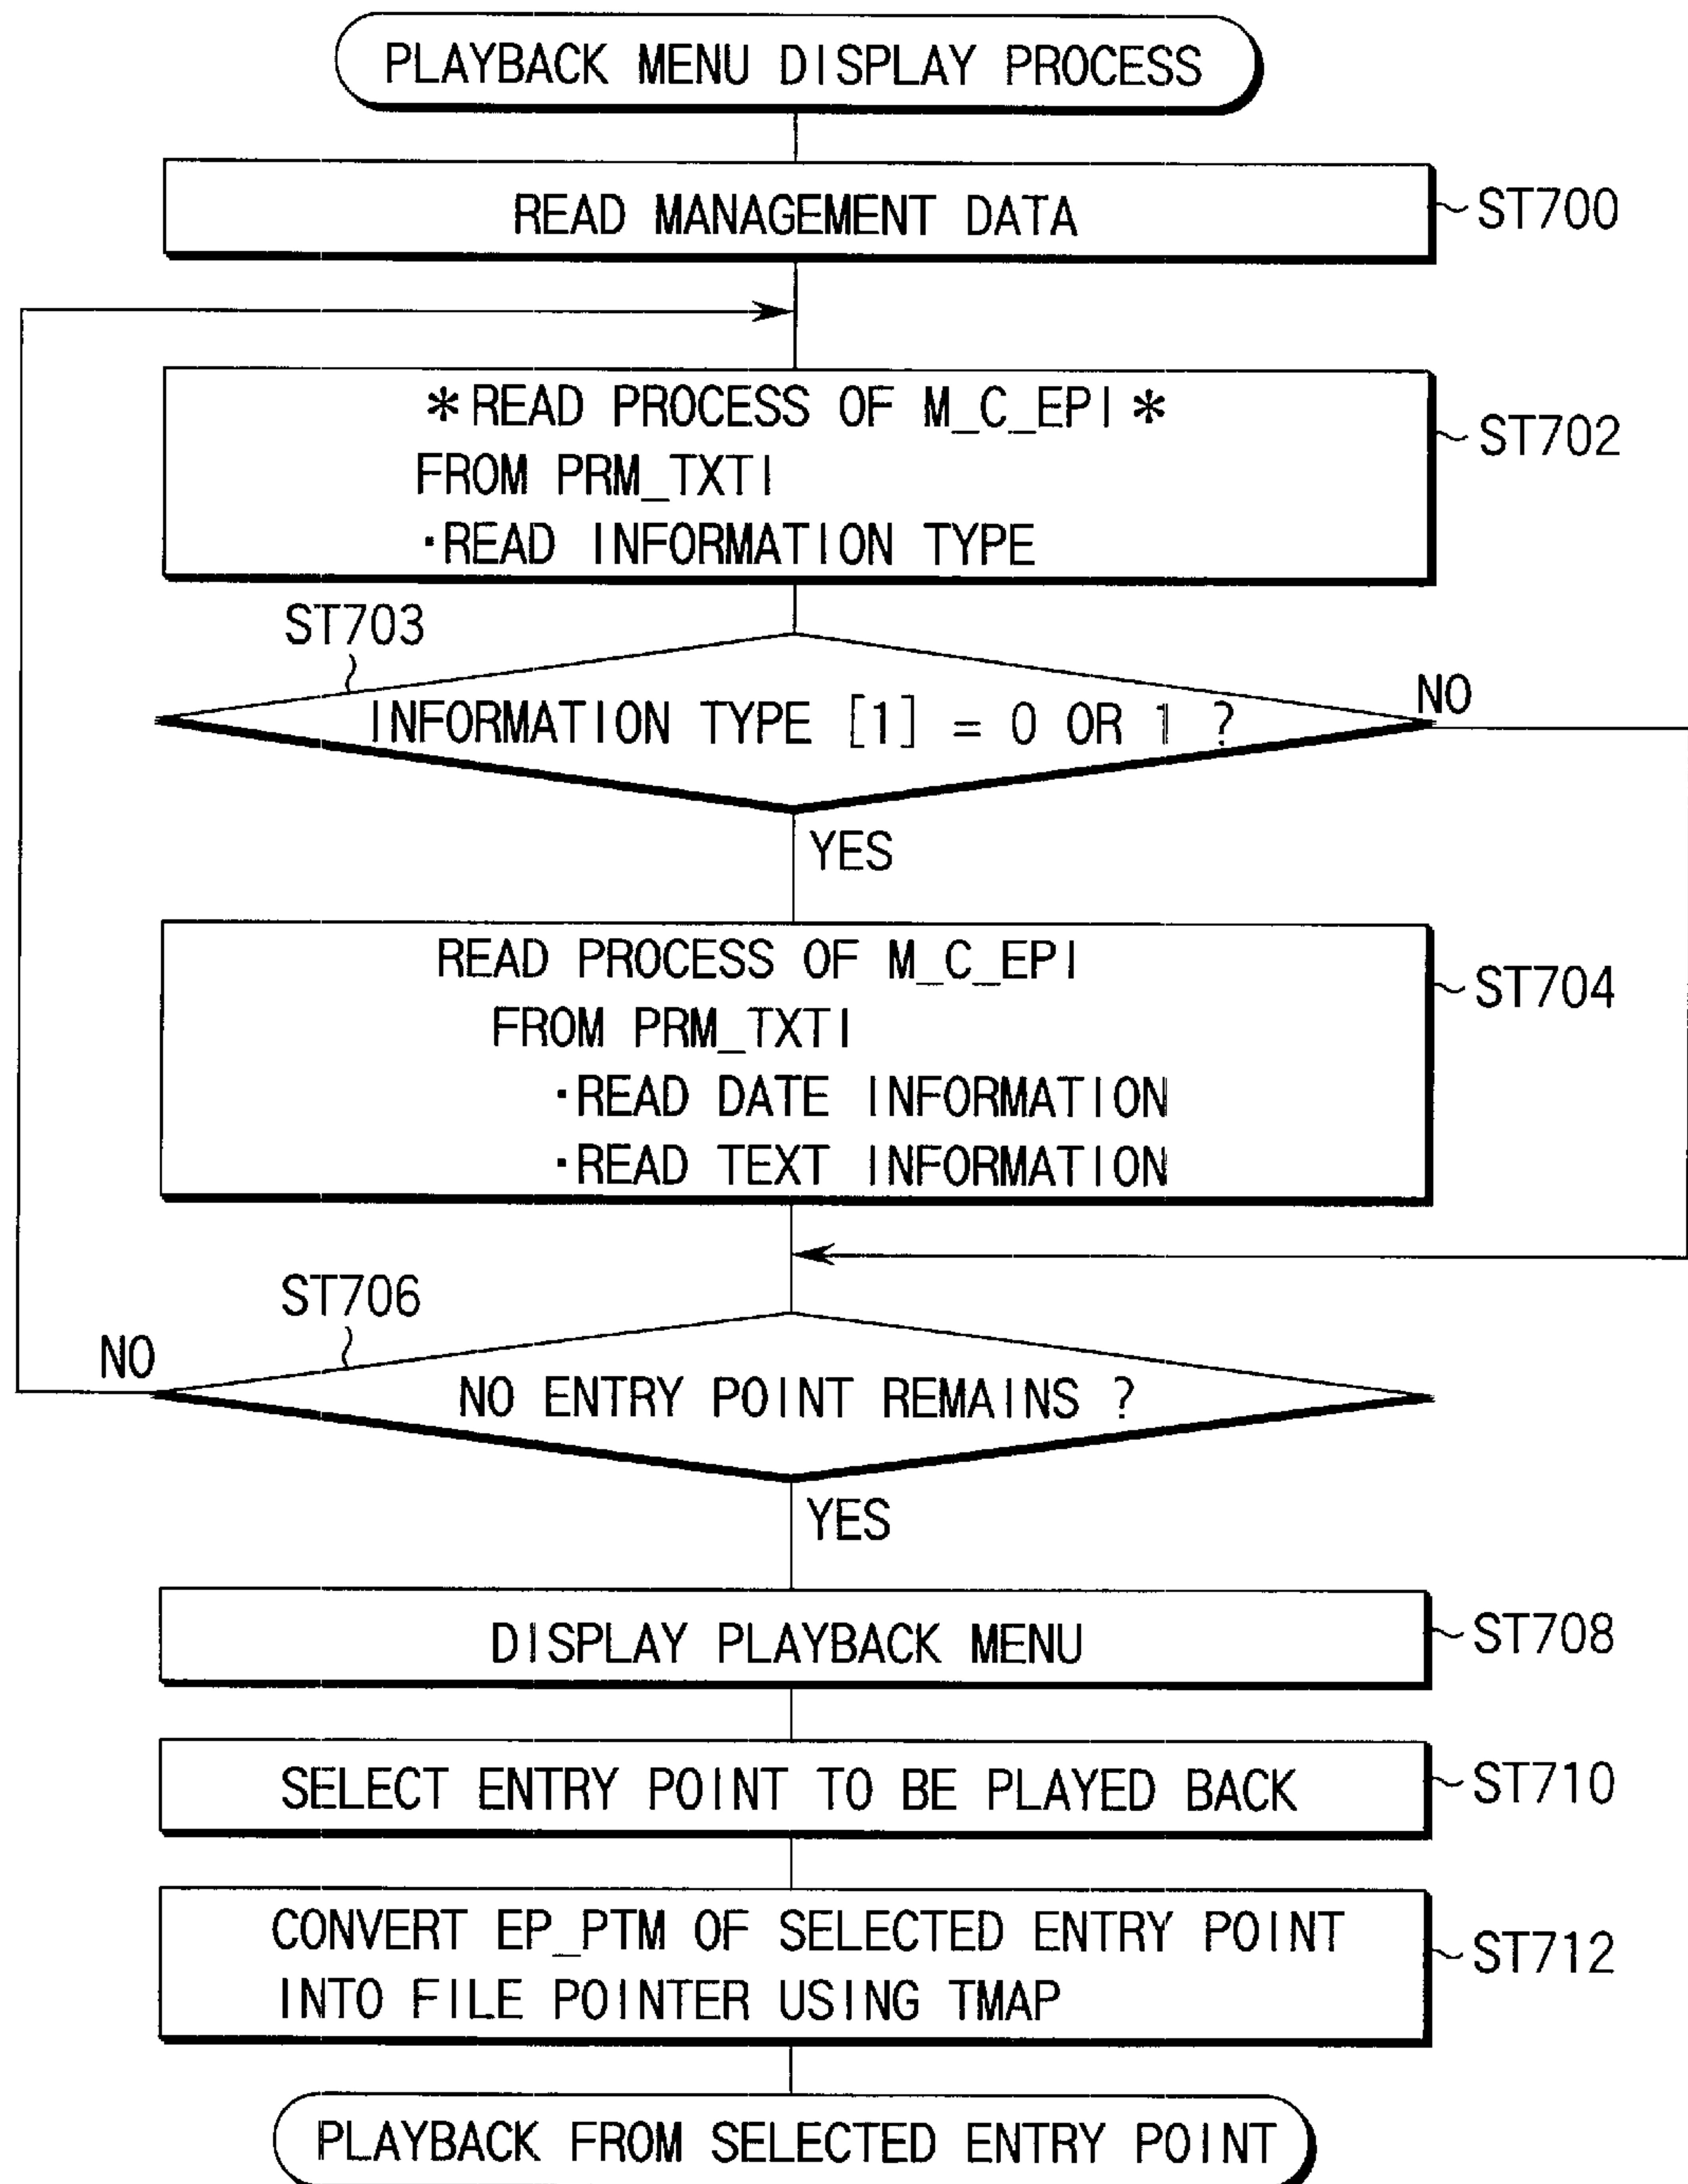 PLAYBACK MENU DISPLAY PROCESS
READ MANAGEMENT DATA
ST700
*READ PROCESS OF M_C_EPI*
FROM PRM_TXTI
·READ INFORMATION TYPE
ST702
ST703
INFORMATION TYPE [1] = 0 OR 1 ?
NO
YES
READ PROCESS OF M_C_EPI
FROM PRM_TXTI
·READ DATE INFORMATION
·READ TEXT INFORMATION
ST704
ST706
NO
NO ENTRY POINT REMAINS ?
YES
DISPLAY PLAYBACK MENU
ST708
SELECT ENTRY POINT TO BE PLAYED BACK
ST710
CONVERT EP_PTM OF SELECTED ENTRY POINT
INTO FILE POINTER USING TMAP
ST712
PLAYBACK FROM SELECTED ENTRY POINT